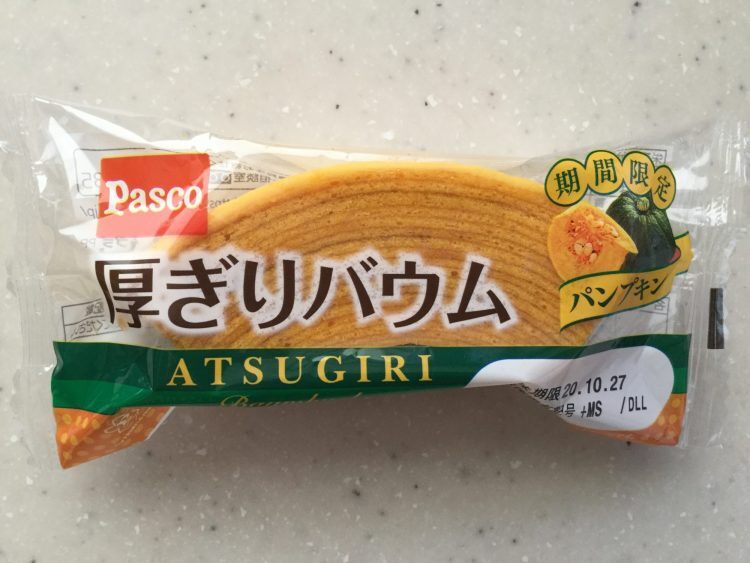 Pasco
期間限定
パンプキン
厚ぎりバウム
ATSUGIRI
期限 20.10.27
号 +MS /DLL